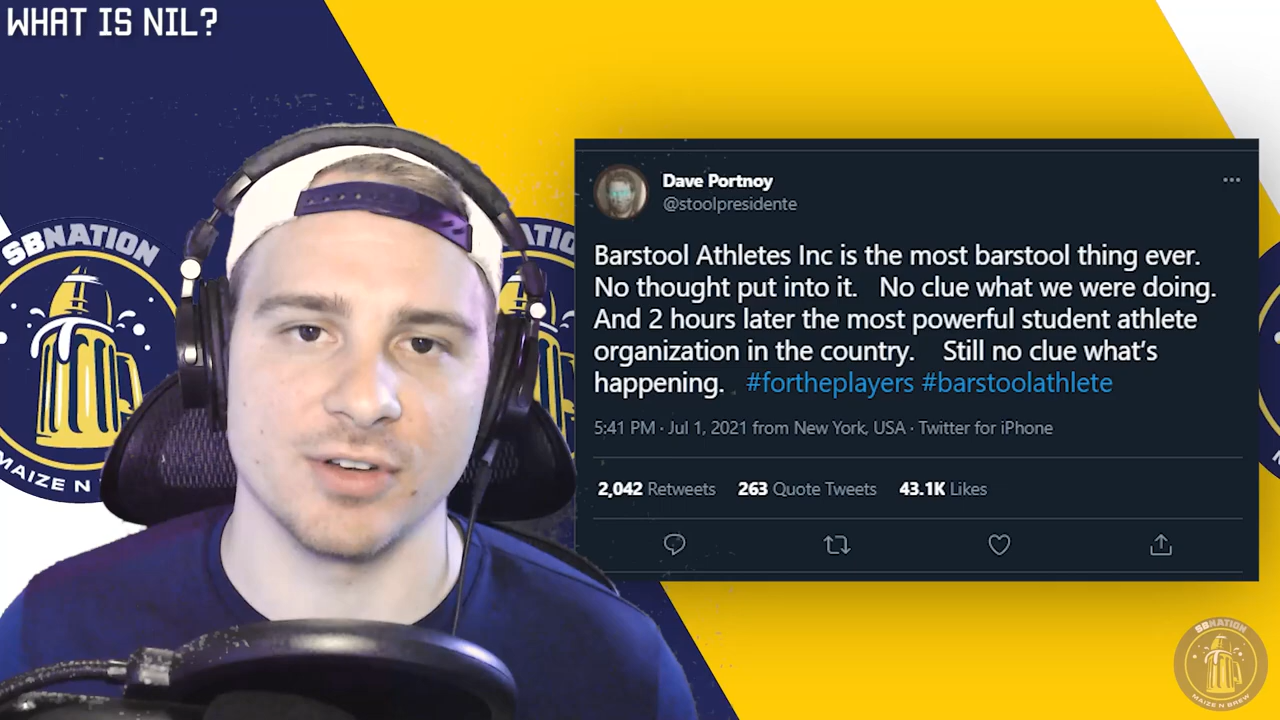 WHAT IS NIL?
SBNATION
MAIZE N
Dave Portnoy
@stoolpresidente
Barstool Athletes Inc is the most barstool thing ever.
No thought put into it. No clue what we were doing.
And 2 hours later the most powerful student athlete
organization in the country. Still no clue what's
happening. #fortheplayers #barstoolathlete
5:41 PM · Jul 1, 2021 from New York, USA · Twitter for iPhone
2,042 Retweets 263 Quote Tweets 43.1K Likes
SBNATION
MAIZE N BREW